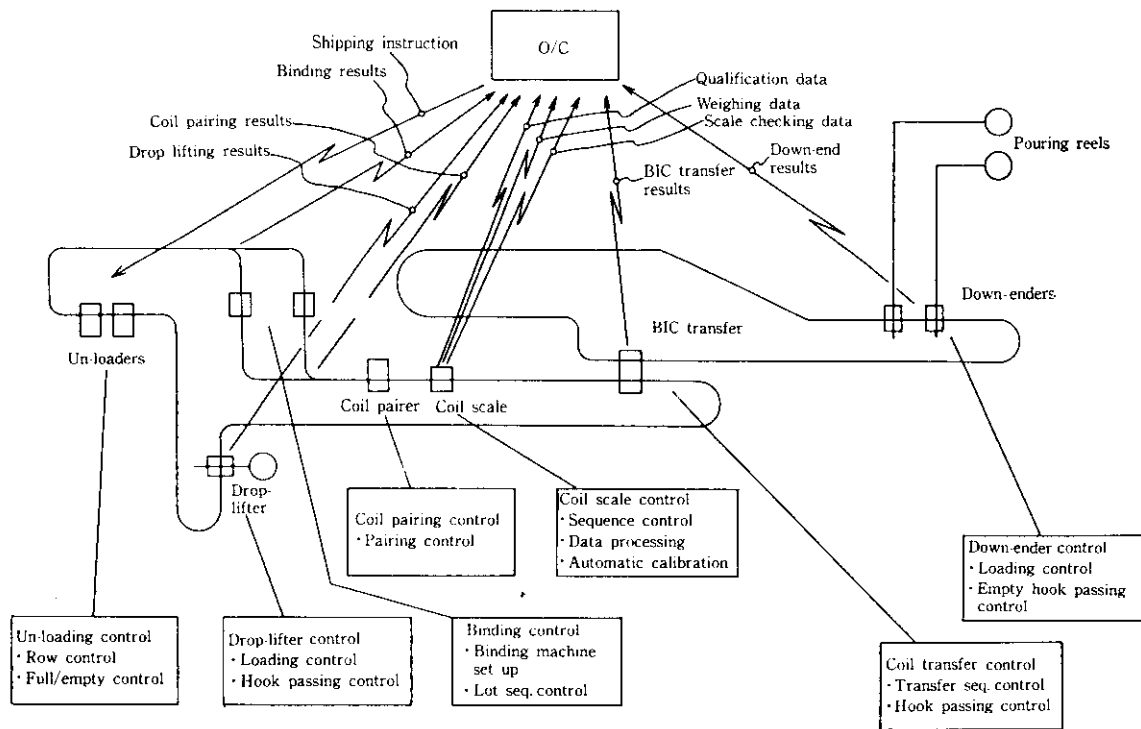 O/C
Shipping instruction
Binding results
Coil pairing results
Drop lifting results
Qualification data
Weighing data
Scale checking data
BIC transfer
results
Down-end
results
Pouring reels
Un-loaders
Down-enders
BIC transfer
Coil pairer
Coil scale
Drop-
lifter
Coil pairing control
· Pairing control
Coil scale control
· Sequence control
· Data processing
· Automatic calibration
Down-ender control
· Loading control
· Empty hook passing
control
Un-loading control
· Row control
· Full/empty control
Drop-lifter control
· Loading control
· Hook passing control
Binding control
· Binding machine
set up
· Lot seq. control
Coil transfer control
· Transfer seq. control
· Hook passing control